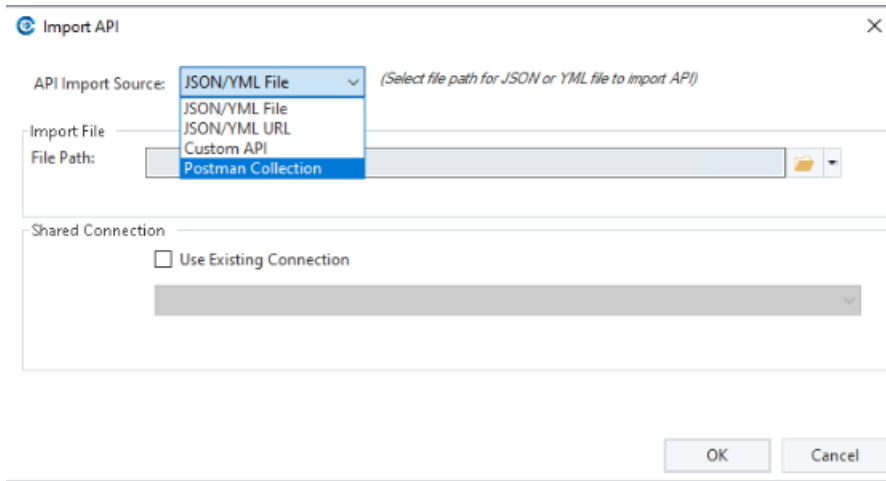 Import API
API Import Source: JSON/YML File (Select file path for JSON or YML file to import API)
JSON/YML File
JSON/YML URL
Custom API
Postman Collection
Import File
File Path:
Shared Connection
Use Existing Connection
OK Cancel